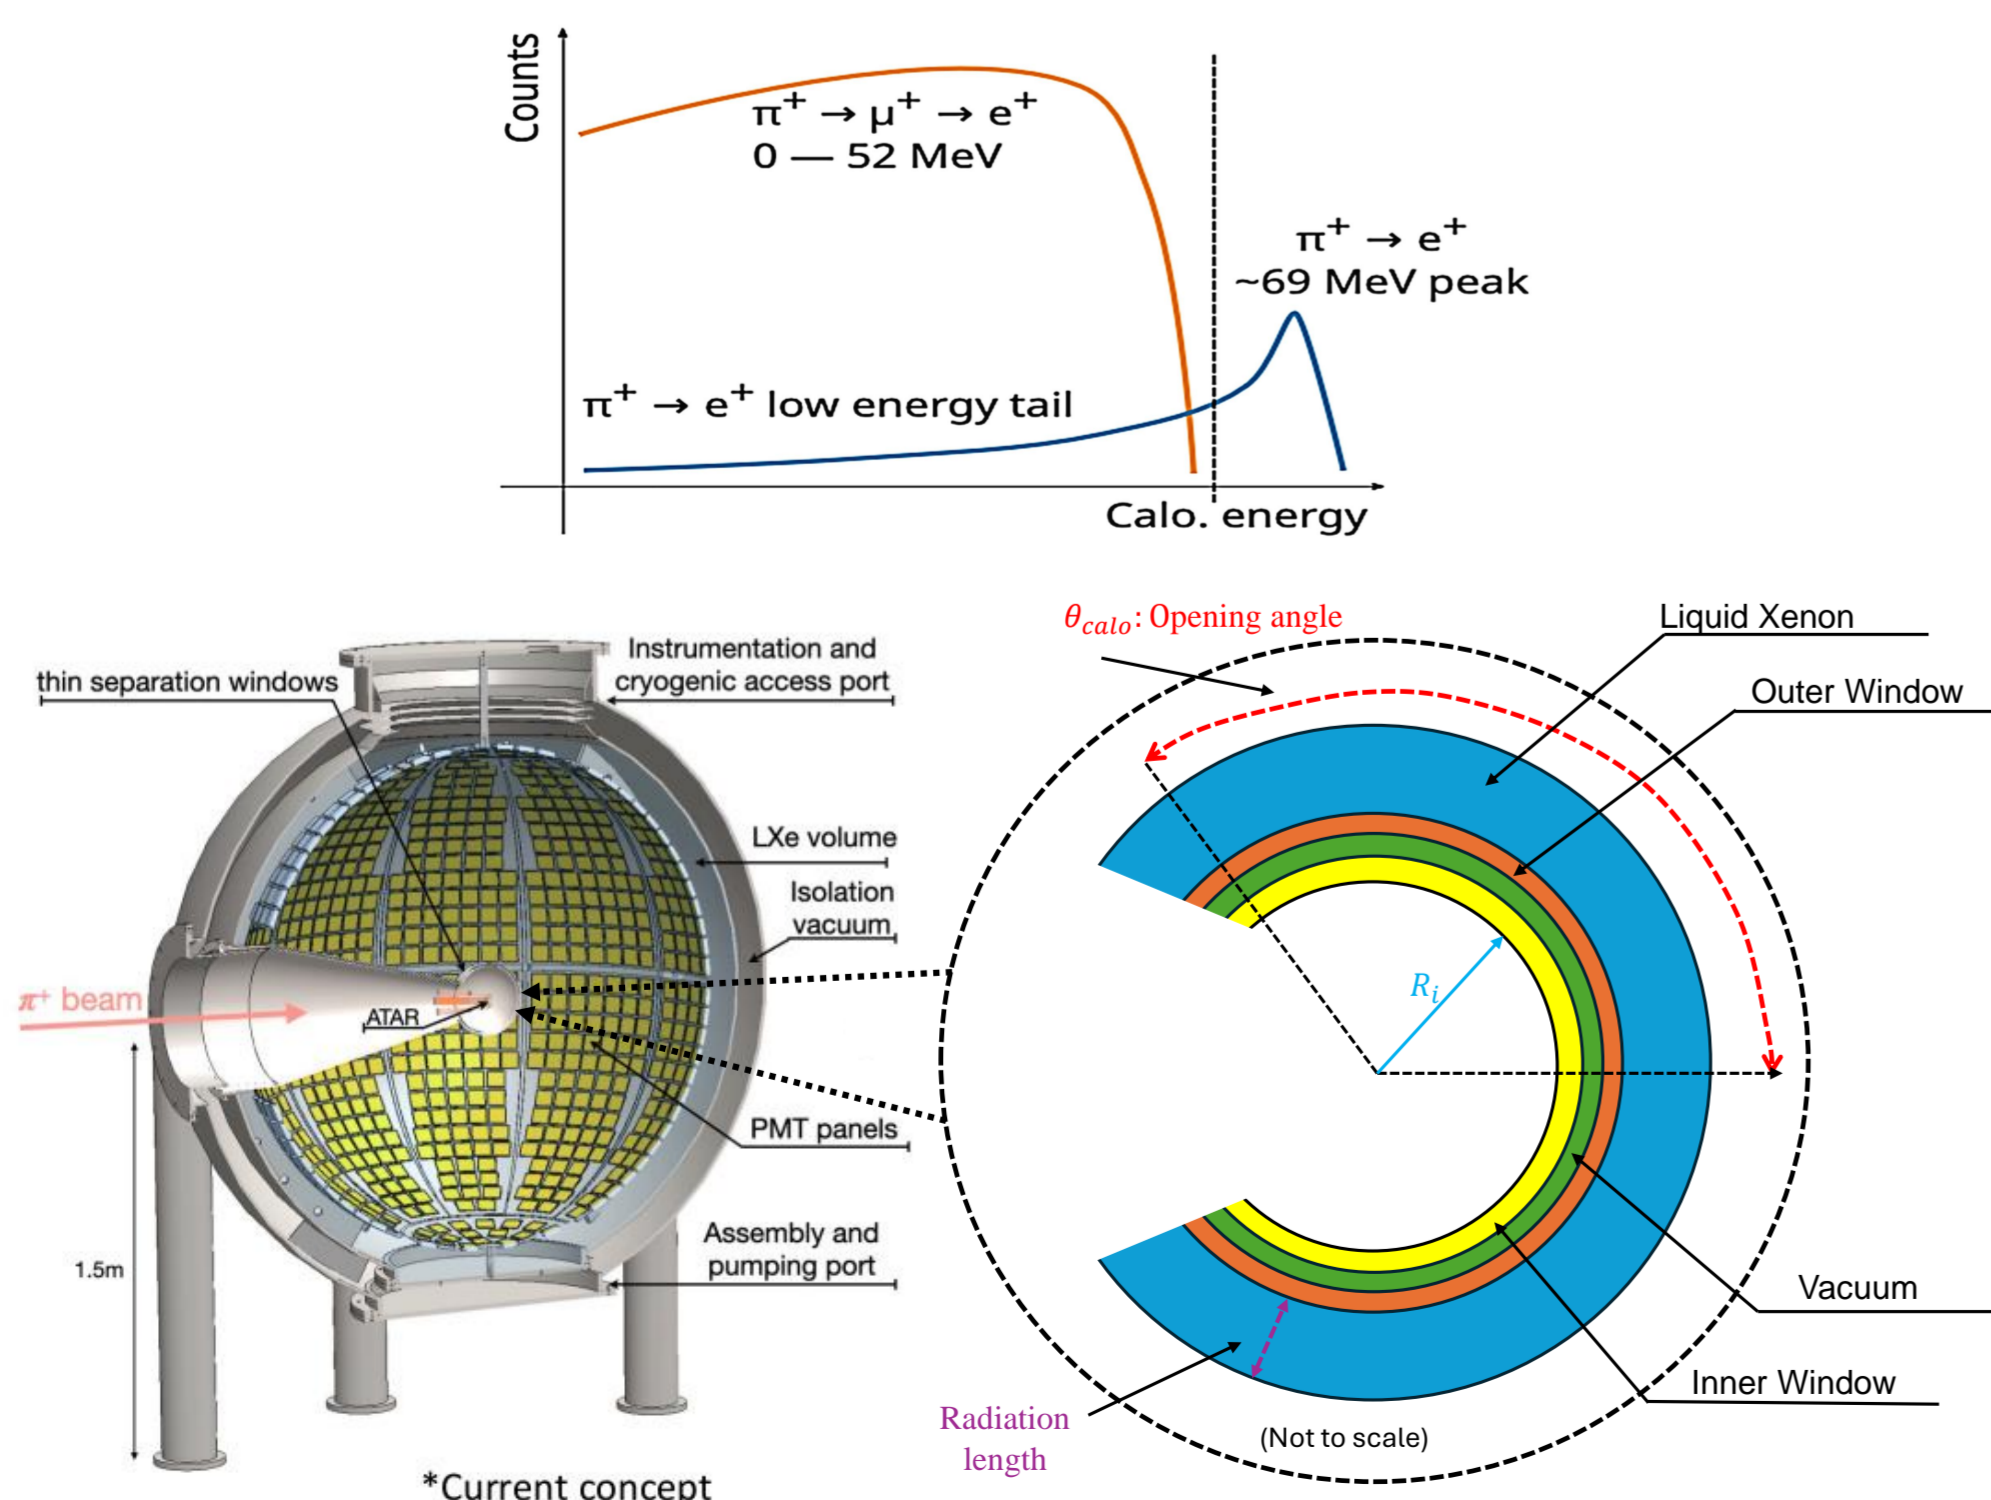 Counts
π⁺ → μ⁺ → e⁺
0 — 52 MeV
π⁺ → e⁺
~69 MeV peak
π⁺ → e⁺ low energy tail
Calo. energy
θ_calo: Opening angle
Liquid Xenon
Outer Window
Instrumentation and
cryogenic access port
thin separation windows
LXe volume
Isolation
vacuum
π⁺ beam
ATAR
R_i
PMT panels
Assembly and
pumping port
1.5m
Vacuum
Inner Window
Radiation
length
(Not to scale)
*Current concept